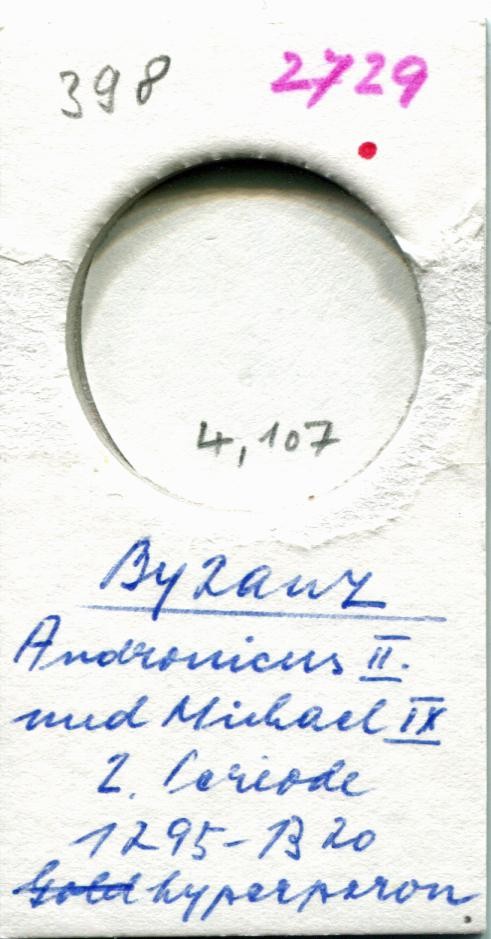 398 2729
4,107
Byzanz
Andronicus II.
und Michael IX
2. Periode
1295-1320
Gold hyperperon